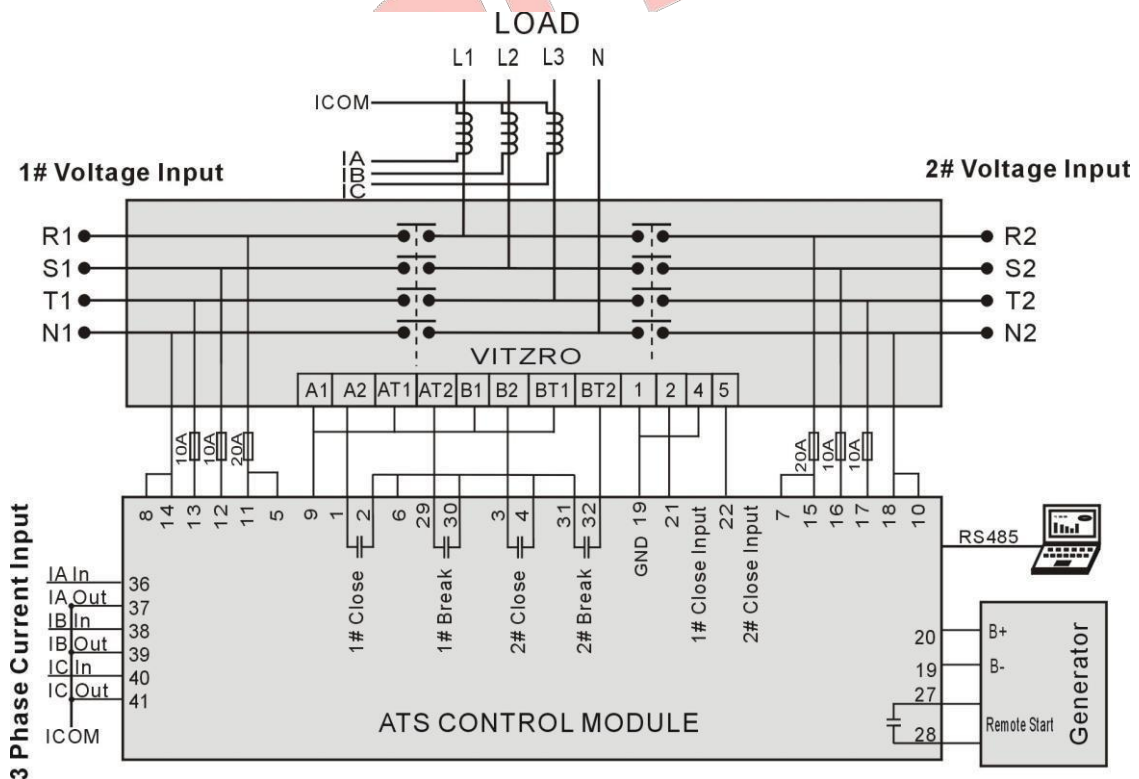 LOAD
L1 L2 L3 N
ICOM
IA
IB
IC
1# Voltage Input
2# Voltage Input
R1
S1
T1
N1
R2
S2
T2
N2
VITZRO
A1 A2 AT1 AT2 B1 B2 BT1 BT2 1 2 4 5
10A 10A 20A
20A 10A 10A
8 14 13 12 11 5 9 1 2 6 29 30 3 4 31 32 GND 19 21 22 7 15 16 17 18 10
1# Close
1# Break
2# Close
2# Break
1# Close Input
2# Close Input
RS485
3 Phase Current Input
IA In 36
IA Out 37
IB In 38
IB Out 39
IC In 40
IC Out 41
ICOM
ATS CONTROL MODULE
20 B+
19 B-
27
Remote Start
28
Generator